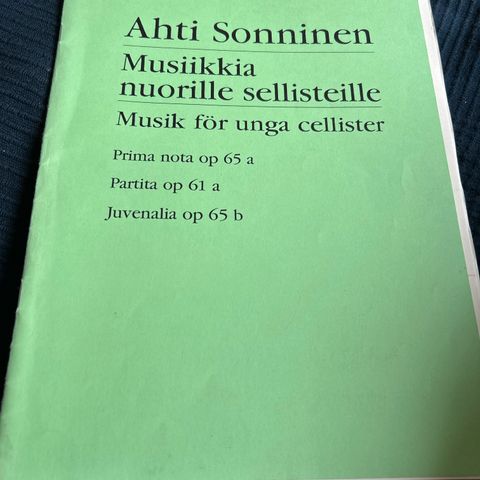 Ahti Sonninen
Musiikkia
nuorille sellisteille
Musik för unga cellister
Prima nota op 65 a
Partita op 61 a
Juvenalia op 65 b